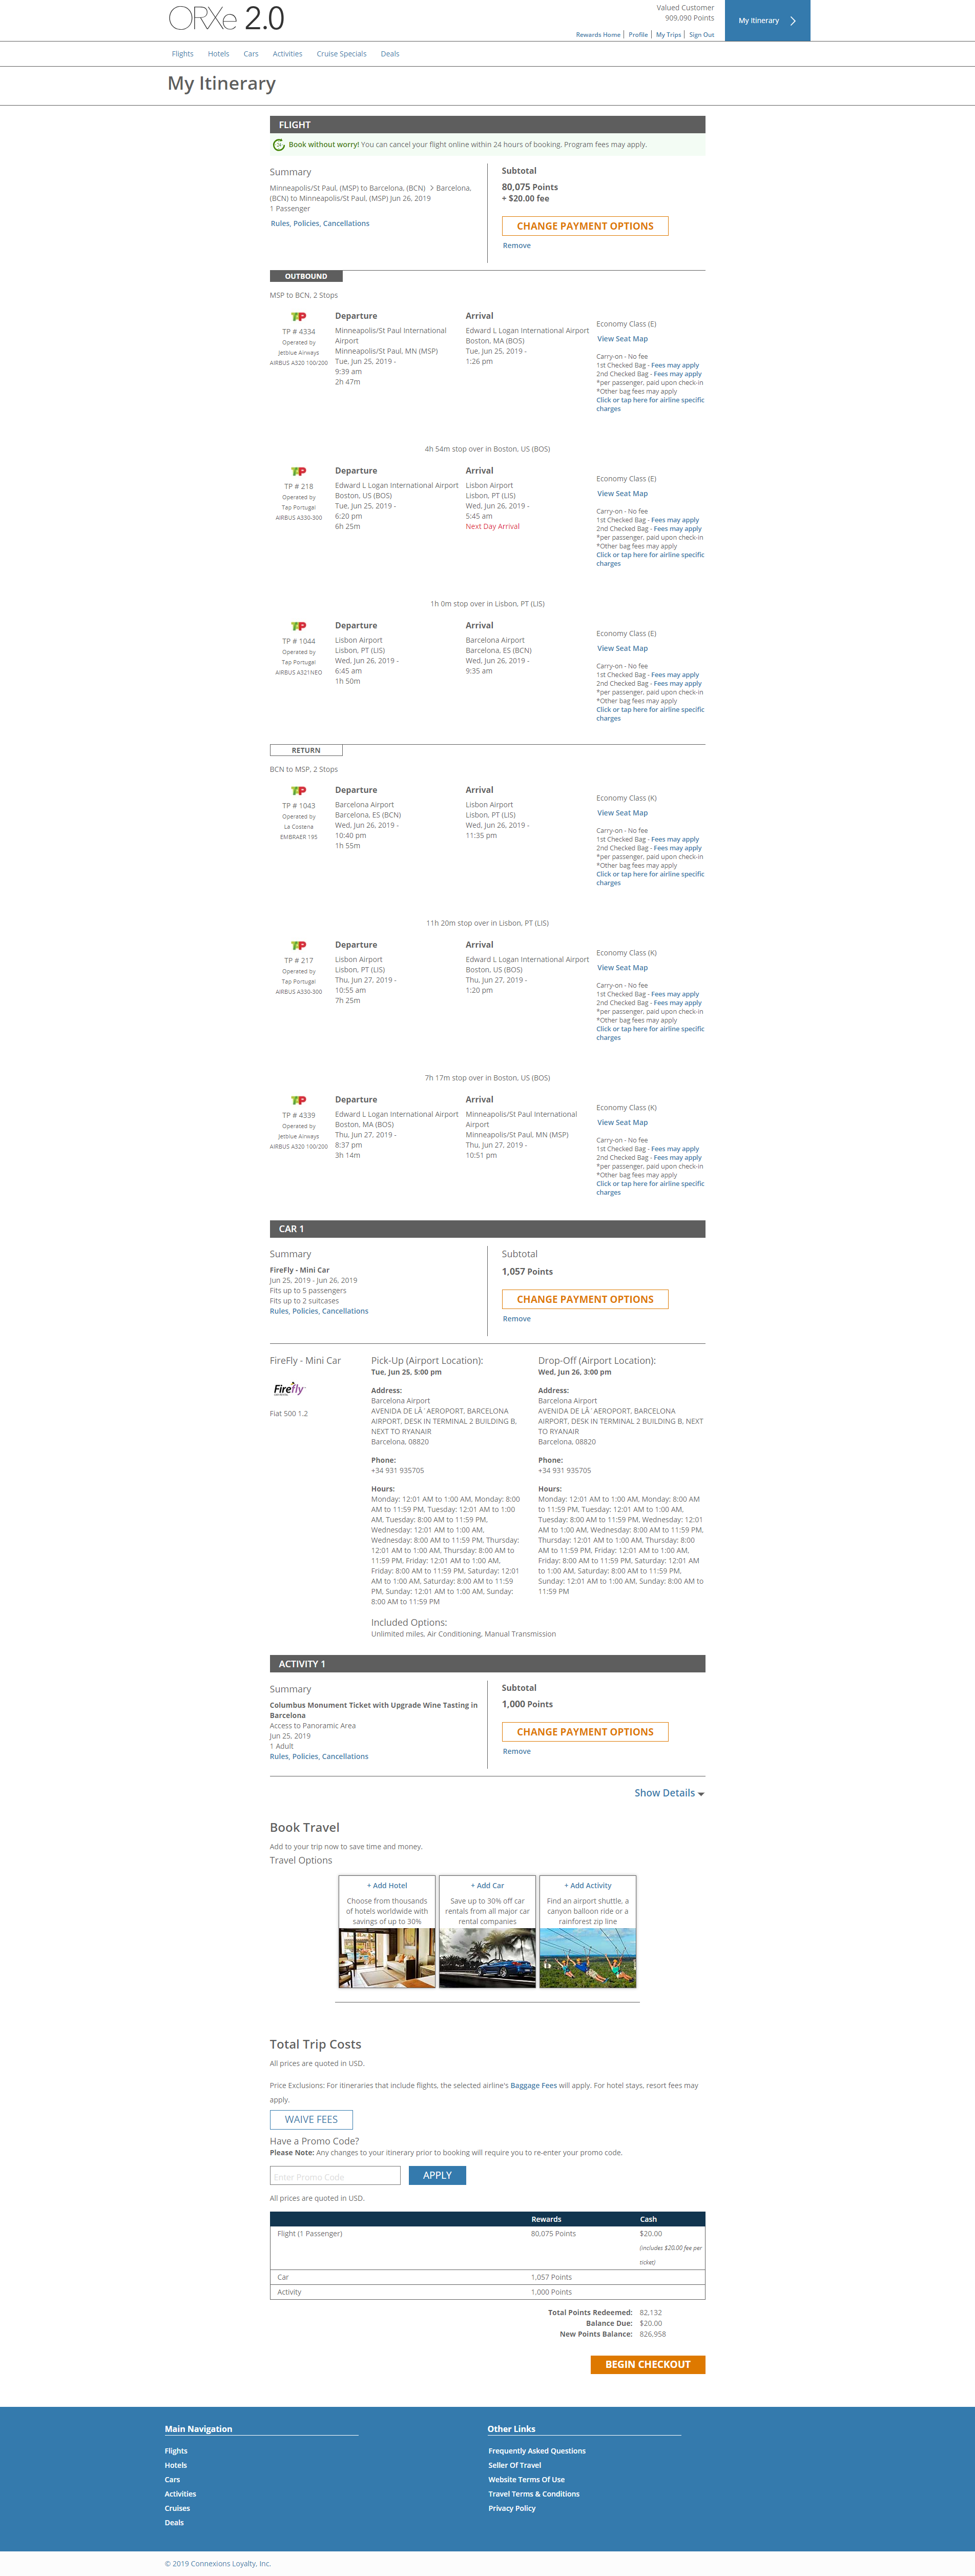 ORXe 2.0
Valued Customer
909,090 Points
Rewards Home | Profile | My Trips | Sign Out
My Itinerary
Flights Hotels Cars Activities Cruise Specials Deals
My Itinerary
FLIGHT
24 Book without worry! You can cancel your flight online within 24 hours of booking. Program fees may apply.
Summary
Minneapolis/St Paul, (MSP) to Barcelona, (BCN) > Barcelona,
(BCN) to Minneapolis/St Paul, (MSP) Jun 26, 2019
1 Passenger
Rules, Policies, Cancellations
Subtotal
80,075 Points
+ $20.00 fee
CHANGE PAYMENT OPTIONS
Remove
OUTBOUND
MSP to BCN, 2 Stops
TP
TP # 4334
Operated by
Jetblue Airways
AIRBUS A320 100/200
Departure
Minneapolis/St Paul International
Airport
Minneapolis/St Paul, MN (MSP)
Tue, Jun 25, 2019 -
9:39 am
2h 47m
Arrival
Edward L Logan International Airport
Boston, MA (BOS)
Tue, Jun 25, 2019 -
1:26 pm
Economy Class (E)
View Seat Map
Carry-on - No fee
1st Checked Bag - Fees may apply
2nd Checked Bag - Fees may apply
*per passenger, paid upon check-in
*Other bag fees may apply
Click or tap here for airline specific
charges
4h 54m stop over in Boston, US (BOS)
TP
TP # 218
Operated by
Tap Portugal
AIRBUS A330-300
Departure
Edward L Logan International Airport
Boston, US (BOS)
Tue, Jun 25, 2019 -
6:20 pm
6h 25m
Arrival
Lisbon Airport
Lisbon, PT (LIS)
Wed, Jun 26, 2019 -
5:45 am
Next Day Arrival
Economy Class (E)
View Seat Map
Carry-on - No fee
1st Checked Bag - Fees may apply
2nd Checked Bag - Fees may apply
*per passenger, paid upon check-in
*Other bag fees may apply
Click or tap here for airline specific
charges
1h 0m stop over in Lisbon, PT (LIS)
TP
TP # 1044
Operated by
Tap Portugal
AIRBUS A321NEO
Departure
Lisbon Airport
Lisbon, PT (LIS)
Wed, Jun 26, 2019 -
6:45 am
1h 50m
Arrival
Barcelona Airport
Barcelona, ES (BCN)
Wed, Jun 26, 2019 -
9:35 am
Economy Class (E)
View Seat Map
Carry-on - No fee
1st Checked Bag - Fees may apply
2nd Checked Bag - Fees may apply
*per passenger, paid upon check-in
*Other bag fees may apply
Click or tap here for airline specific
charges
RETURN
BCN to MSP, 2 Stops
TP
TP # 1043
Operated by
La Costena
EMBRAER 195
Departure
Barcelona Airport
Barcelona, ES (BCN)
Wed, Jun 26, 2019 -
10:40 pm
1h 55m
Arrival
Lisbon Airport
Lisbon, PT (LIS)
Wed, Jun 26, 2019 -
11:35 pm
Economy Class (K)
View Seat Map
Carry-on - No fee
1st Checked Bag - Fees may apply
2nd Checked Bag - Fees may apply
*per passenger, paid upon check-in
*Other bag fees may apply
Click or tap here for airline specific
charges
11h 20m stop over in Lisbon, PT (LIS)
TP
TP # 217
Operated by
Tap Portugal
AIRBUS A330-300
Departure
Lisbon Airport
Lisbon, PT (LIS)
Thu, Jun 27, 2019 -
10:55 am
7h 25m
Arrival
Edward L Logan International Airport
Boston, US (BOS)
Thu, Jun 27, 2019 -
1:20 pm
Economy Class (K)
View Seat Map
Carry-on - No fee
1st Checked Bag - Fees may apply
2nd Checked Bag - Fees may apply
*per passenger, paid upon check-in
*Other bag fees may apply
Click or tap here for airline specific
charges
7h 17m stop over in Boston, US (BOS)
TP
TP # 4339
Operated by
Jetblue Airways
AIRBUS A320 100/200
Departure
Edward L Logan International Airport
Boston, MA (BOS)
Thu, Jun 27, 2019 -
8:37 pm
3h 14m
Arrival
Minneapolis/St Paul International
Airport
Minneapolis/St Paul, MN (MSP)
Thu, Jun 27, 2019 -
10:51 pm
Economy Class (K)
View Seat Map
Carry-on - No fee
1st Checked Bag - Fees may apply
2nd Checked Bag - Fees may apply
*per passenger, paid upon check-in
*Other bag fees may apply
Click or tap here for airline specific
charges
CAR 1
Summary
FireFly - Mini Car
Jun 25, 2019 - Jun 26, 2019
Fits up to 5 passengers
Fits up to 2 suitcases
Rules, Policies, Cancellations
Subtotal
1,057 Points
CHANGE PAYMENT OPTIONS
Remove
FireFly - Mini Car
Firefly
Fiat 500 1.2
Pick-Up (Airport Location):
Tue, Jun 25, 5:00 pm
Address:
Barcelona Airport
AVENIDA DE LÂ´AEROPORT, BARCELONA
AIRPORT, DESK IN TERMINAL 2 BUILDING B,
NEXT TO RYANAIR
Barcelona, 08820
Phone:
+34 931 935705
Hours:
Monday: 12:01 AM to 1:00 AM, Monday: 8:00
AM to 11:59 PM, Tuesday: 12:01 AM to 1:00
AM, Tuesday: 8:00 AM to 11:59 PM,
Wednesday: 12:01 AM to 1:00 AM,
Wednesday: 8:00 AM to 11:59 PM, Thursday:
12:01 AM to 1:00 AM, Thursday: 8:00 AM to
11:59 PM, Friday: 12:01 AM to 1:00 AM,
Friday: 8:00 AM to 11:59 PM, Saturday: 12:01
AM to 1:00 AM, Saturday: 8:00 AM to 11:59
PM, Sunday: 12:01 AM to 1:00 AM, Sunday:
8:00 AM to 11:59 PM
Drop-Off (Airport Location):
Wed, Jun 26, 3:00 pm
Address:
Barcelona Airport
AVENIDA DE LÂ´AEROPORT, BARCELONA
AIRPORT, DESK IN TERMINAL 2 BUILDING B, NEXT
TO RYANAIR
Barcelona, 08820
Phone:
+34 931 935705
Hours:
Monday: 12:01 AM to 1:00 AM, Monday: 8:00 AM
to 11:59 PM, Tuesday: 12:01 AM to 1:00 AM,
Tuesday: 8:00 AM to 11:59 PM, Wednesday: 12:01
AM to 1:00 AM, Wednesday: 8:00 AM to 11:59 PM,
Thursday: 12:01 AM to 1:00 AM, Thursday: 8:00
AM to 11:59 PM, Friday: 12:01 AM to 1:00 AM,
Friday: 8:00 AM to 11:59 PM, Saturday: 12:01 AM
to 1:00 AM, Saturday: 8:00 AM to 11:59 PM,
Sunday: 12:01 AM to 1:00 AM, Sunday: 8:00 AM to
11:59 PM
Included Options:
Unlimited miles, Air Conditioning, Manual Transmission
ACTIVITY 1
Summary
Columbus Monument Ticket with Upgrade Wine Tasting in
Barcelona
Access to Panoramic Area
Jun 25, 2019
1 Adult
Rules, Policies, Cancellations
Subtotal
1,000 Points
CHANGE PAYMENT OPTIONS
Remove
Show Details
Book Travel
Add to your trip now to save time and money.
Travel Options
+ Add Hotel
Choose from thousands
of hotels worldwide with
savings of up to 30%
+ Add Car
Save up to 30% off car
rentals from all major car
rental companies
+ Add Activity
Find an airport shuttle, a
canyon balloon ride or a
rainforest zip line
Total Trip Costs
All prices are quoted in USD.
Price Exclusions: For itineraries that include flights, the selected airline's Baggage Fees will apply. For hotel stays, resort fees may
apply.
WAIVE FEES
Have a Promo Code?
Please Note: Any changes to your itinerary prior to booking will require you to re-enter your promo code.
Enter Promo Code
APPLY
All prices are quoted in USD.
Rewards Cash
Flight (1 Passenger) 80,075 Points $20.00
(includes $20.00 fee per
ticket)
Car 1,057 Points
Activity 1,000 Points
Total Points Redeemed: 82,132
Balance Due: $20.00
New Points Balance: 826,958
BEGIN CHECKOUT
Main Navigation
Flights
Hotels
Cars
Activities
Cruises
Deals
Other Links
Frequently Asked Questions
Seller Of Travel
Website Terms Of Use
Travel Terms & Conditions
Privacy Policy
© 2019 Connexions Loyalty, Inc.